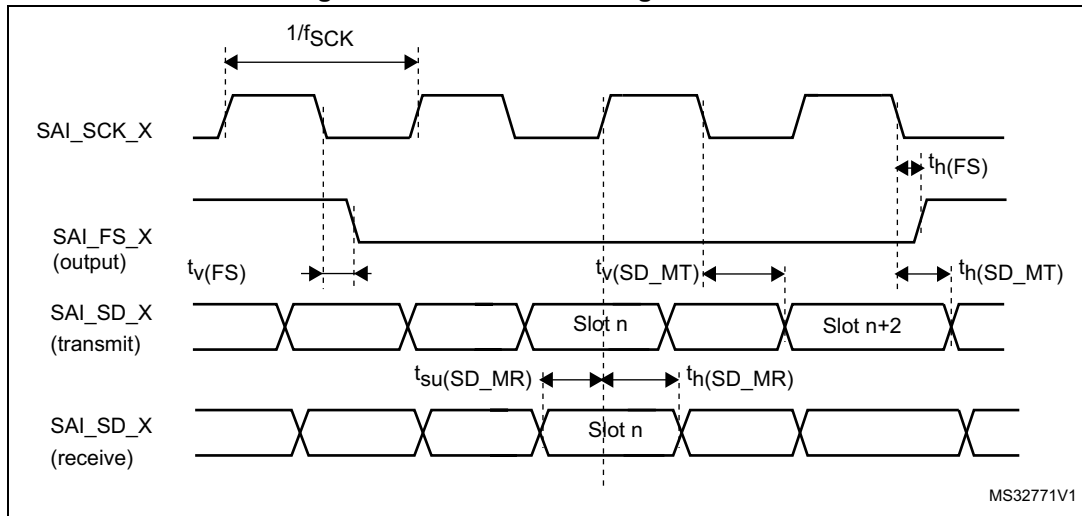 1/fSCK
SAI_SCK_X
th(FS)
SAI_FS_X
(output)
tv(FS)
tv(SD_MT)
th(SD_MT)
SAI_SD_X
(transmit)
Slot n
Slot n+2
tsu(SD_MR)
th(SD_MR)
SAI_SD_X
(receive)
Slot n
MS32771V1